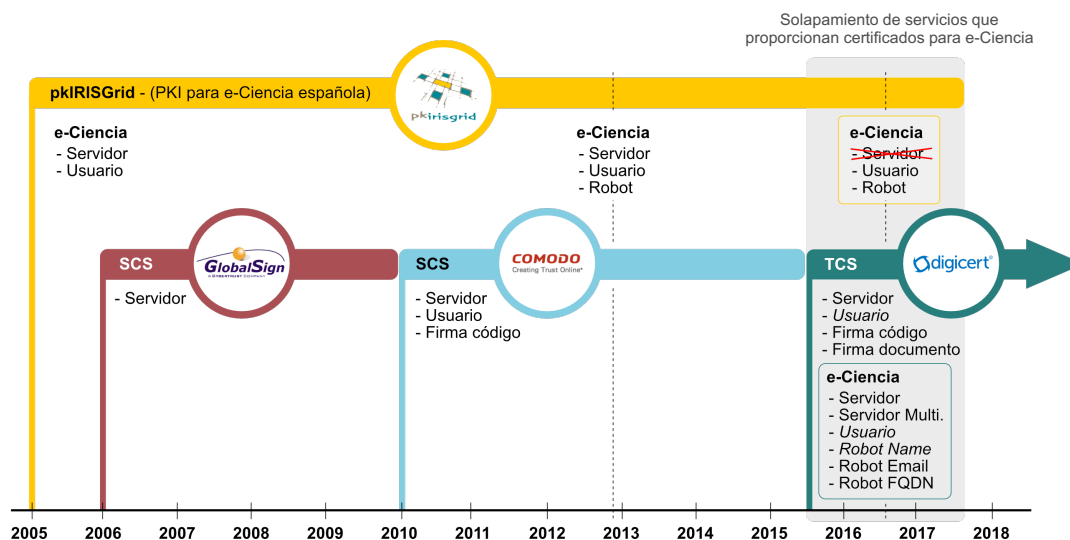 Solapamiento de servicios que
proporcionan certificados para e-Ciencia
pkIRISGrid - (PKI para e-Ciencia española)
pkirisgrid
e-Ciencia
- Servidor
- Usuario
e-Ciencia
- Servidor
- Usuario
- Robot
e-Ciencia
- Servidor
- Usuario
- Robot
SCS
GlobalSign
A CYBERTRUST COMPANY
- Servidor
SCS
COMODO
Creating Trust Online®
- Servidor
- Usuario
- Firma código
TCS
digicert®
- Servidor
- Usuario
- Firma código
- Firma documento
e-Ciencia
- Servidor
- Servidor Multi.
- Usuario
- Robot Name
- Robot Email
- Robot FQDN
2005 2006 2007 2008 2009 2010 2011 2012 2013 2014 2015 2016 2017 2018